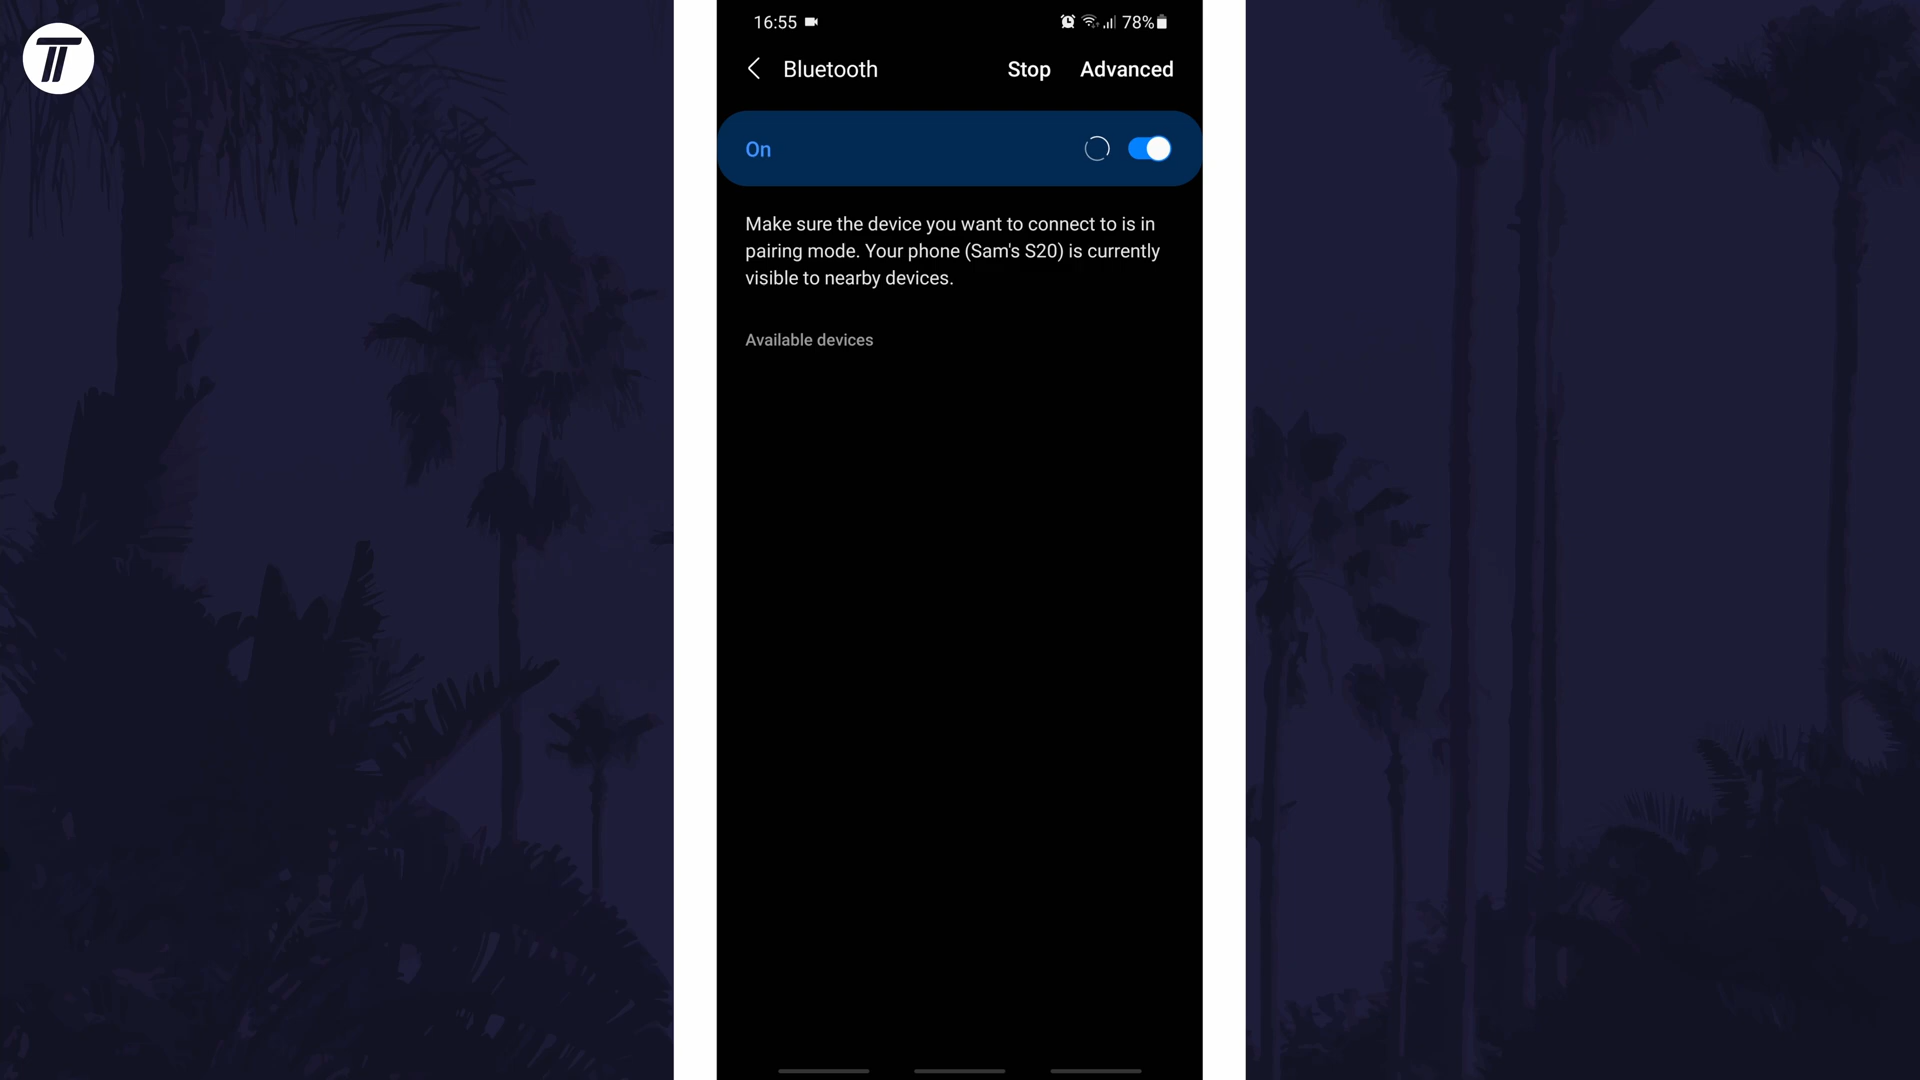 16:55
78%
Bluetooth
Stop
Advanced
On
Make sure the device you want to connect to is in
pairing mode. Your phone (Sam's S20) is currently
visible to nearby devices.
Available devices